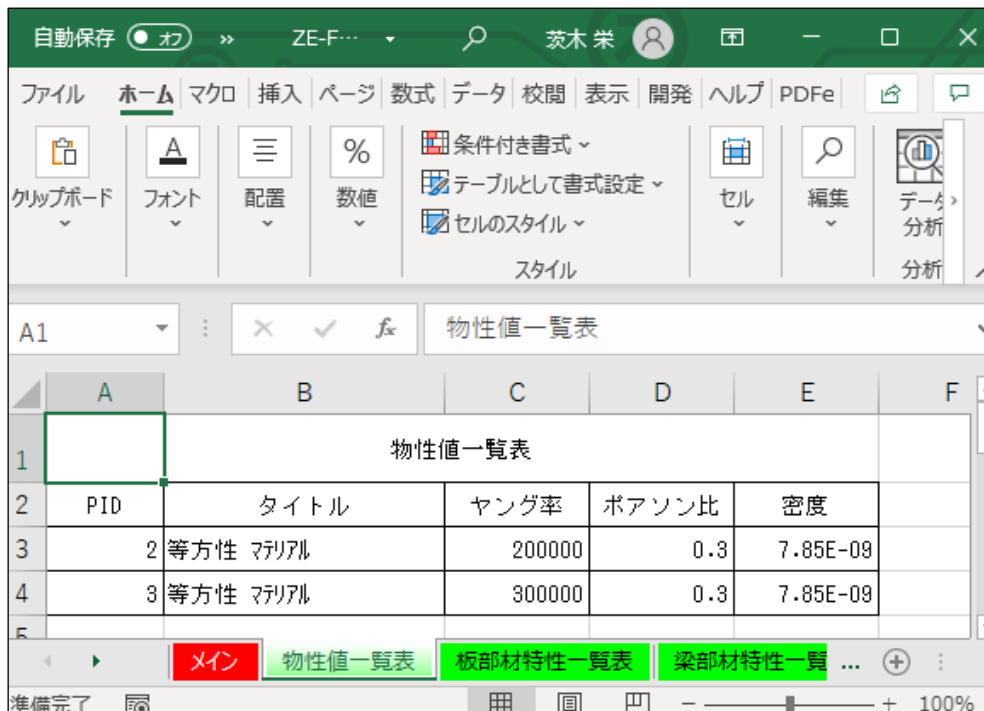 自動保存 オフ » ZE-F… 茨木 栄
ファイル ホーム マクロ 挿入 ページ 数式 データ 校閲 表示 開発 ヘルプ PDFe
クリップボード フォント 配置 % 数値 条件付き書式 テーブルとして書式設定 セルのスタイル セル 編集 データ 分析
スタイル 分析
A1 fx 物性値一覧表
A B C D E F
1 物性値一覧表
2 PID タイトル ヤング率 ポアソン比 密度
3 2 等方性 ﾏﾃﾘｱﾙ 200000 0.3 7.85E-09
4 3 等方性 ﾏﾃﾘｱﾙ 300000 0.3 7.85E-09
5
メイン 物性値一覧表 板部材特性一覧表 梁部材特性一覧 ...
準備完了 100%